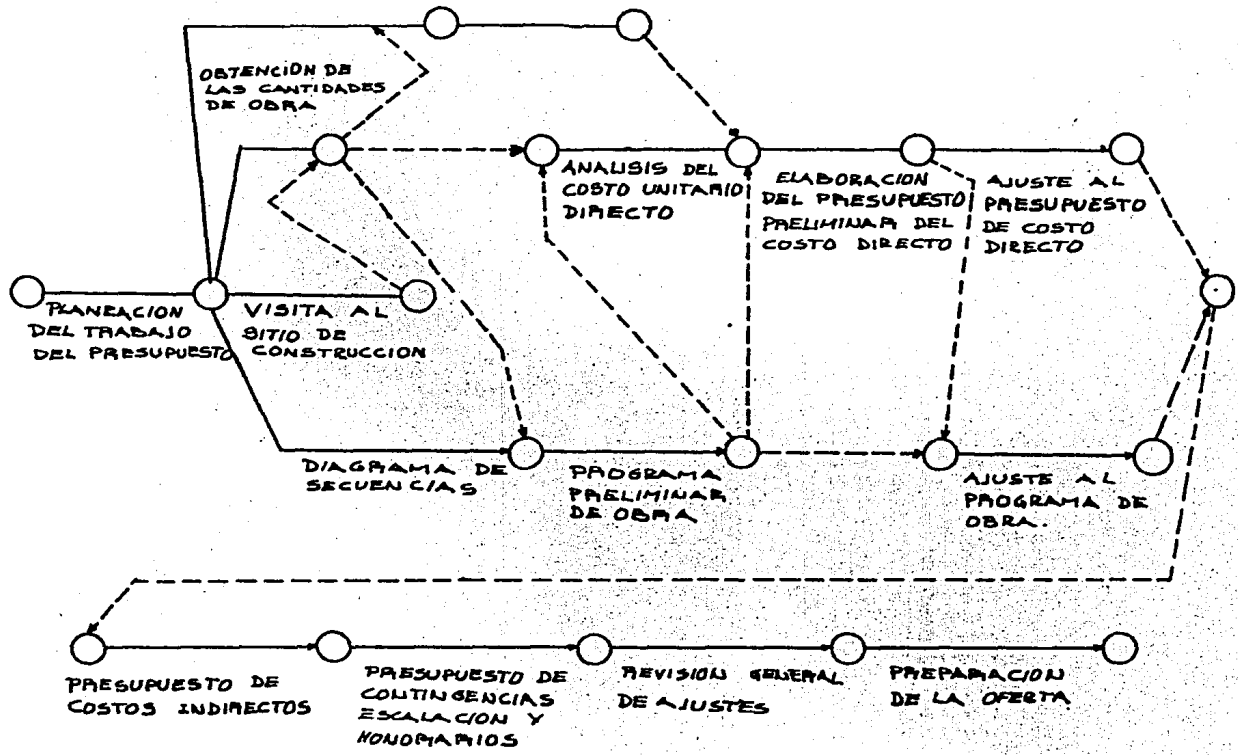 OBTENCION DE
LAS CANTIDADES
DE OBRA
ANALISIS DEL
COSTO UNITARIO
DIRECTO
ELABORACION
DEL PRESUPUESTO
PRELIMINAR DEL
COSTO DIRECTO
AJUSTE AL
PRESUPUESTO
DE COSTO
DIRECTO
PLANEACION
DEL TRABAJO
DEL PRESUPUESTO
VISITA AL
SITIO DE
CONSTRUCCION
DIAGRAMA DE
SECUENCIAS
PROGRAMA
PRELIMINAR
DE OBRA
AJUSTE AL
PROGRAMA DE
OBRA.
PRESUPUESTO DE
COSTOS INDIRECTOS
PRESUPUESTO DE
CONTINGENCIAS
ESCALACION Y
HONORARIOS
REVISION GENERAL
DE AJUSTES
PREPARACION
DE LA OFERTA